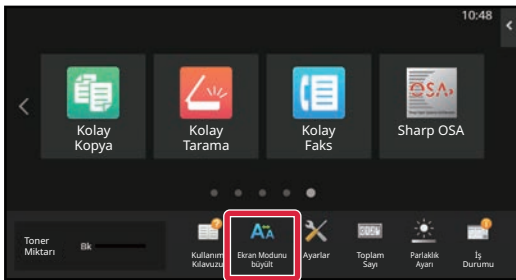 10:48
Kolay
Kopya
Kolay
Tarama
Kolay
Faks
Sharp OSA
Toner
Miktarı
Bk
Kullanım
Kılavuzu
Ekran Modunu
büyült
Ayarlar
Toplam
Sayı
Parlaklık
Ayarı
İş
Durumu